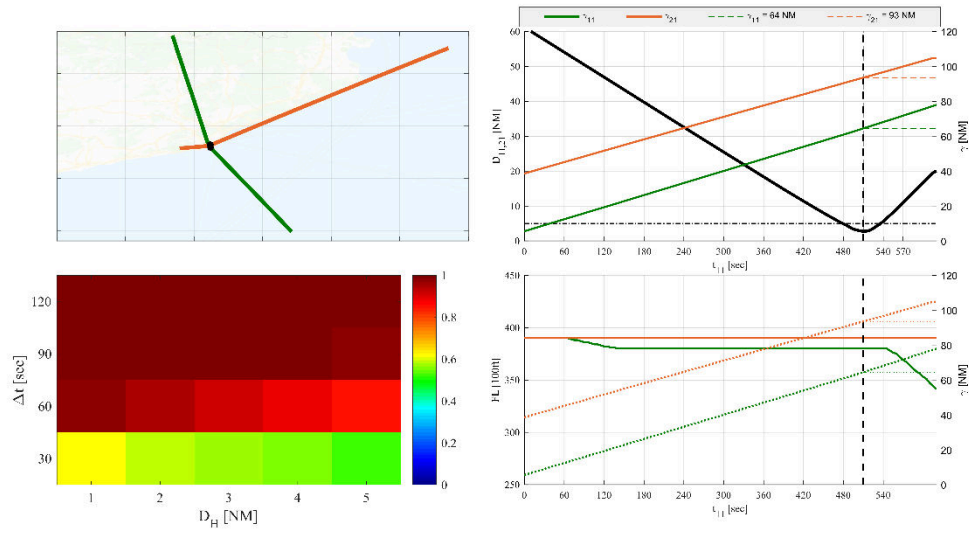 γ₁₁ γ₂₁ γ₁₁ = 64 NM γ₂₁ = 93 NM
60 120
50 100
40 80
30 60
20 40
10 20
0 0
D₁₁,₂₁ [NM]
γ [NM]
0 60 120 180 240 300 360 420 480 540 570
t₁₁ [sec]
120
90
60
30
Δt [sec]
1 2 3 4 5
D_H [NM]
1
0.8
0.6
0.4
0.2
0
450 120
100
400 80
350 60
300 40
20
250 0
FL [100ft]
γ [NM]
0 60 120 180 240 300 360 420 480 540
t₁₁ [sec]